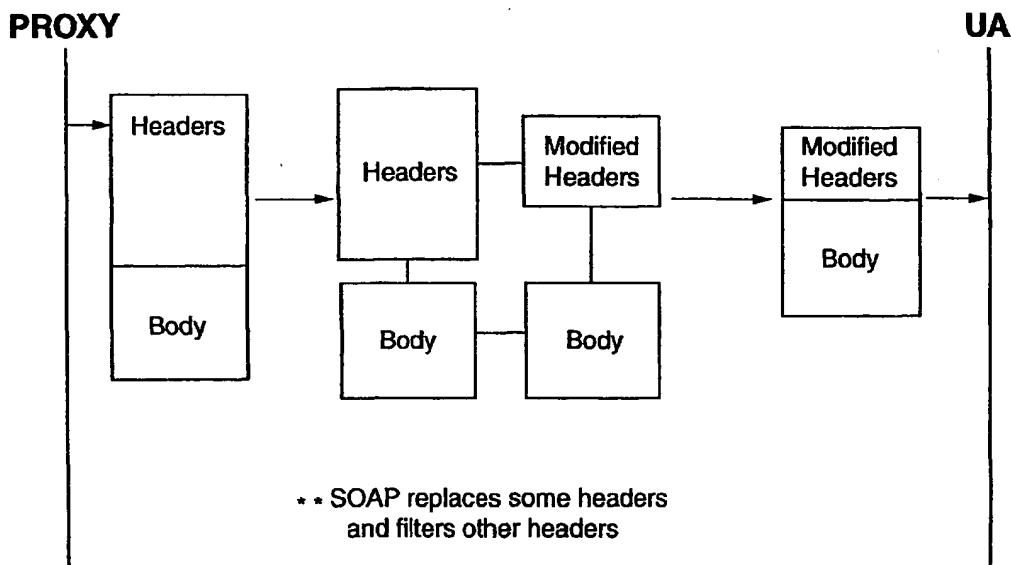 PROXY
UA
Headers
Body
Headers
Modified
Headers
Body
Body
Modified
Headers
Body
* * SOAP replaces some headers
and filters other headers